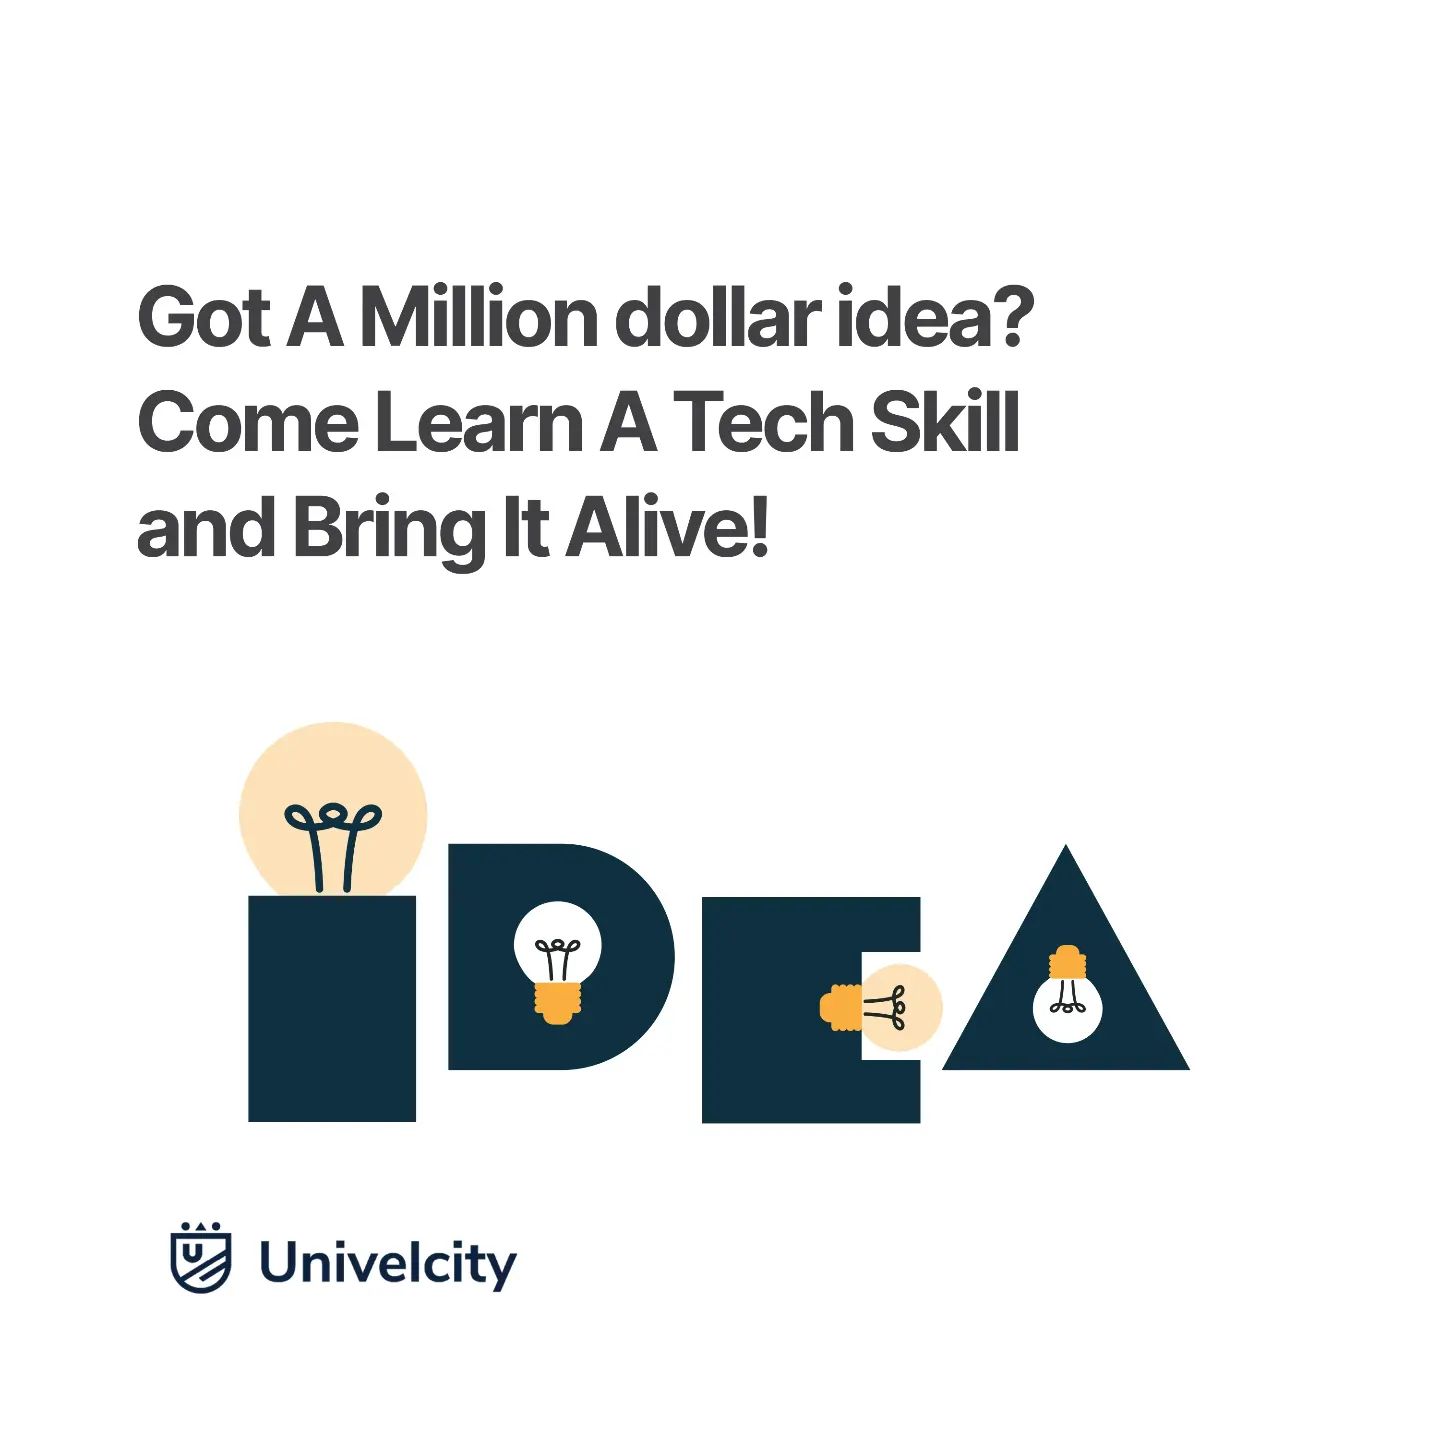 Got A Million dollar idea?
Come Learn A Tech Skill
and Bring It Alive!
iDEA
U Univelcity